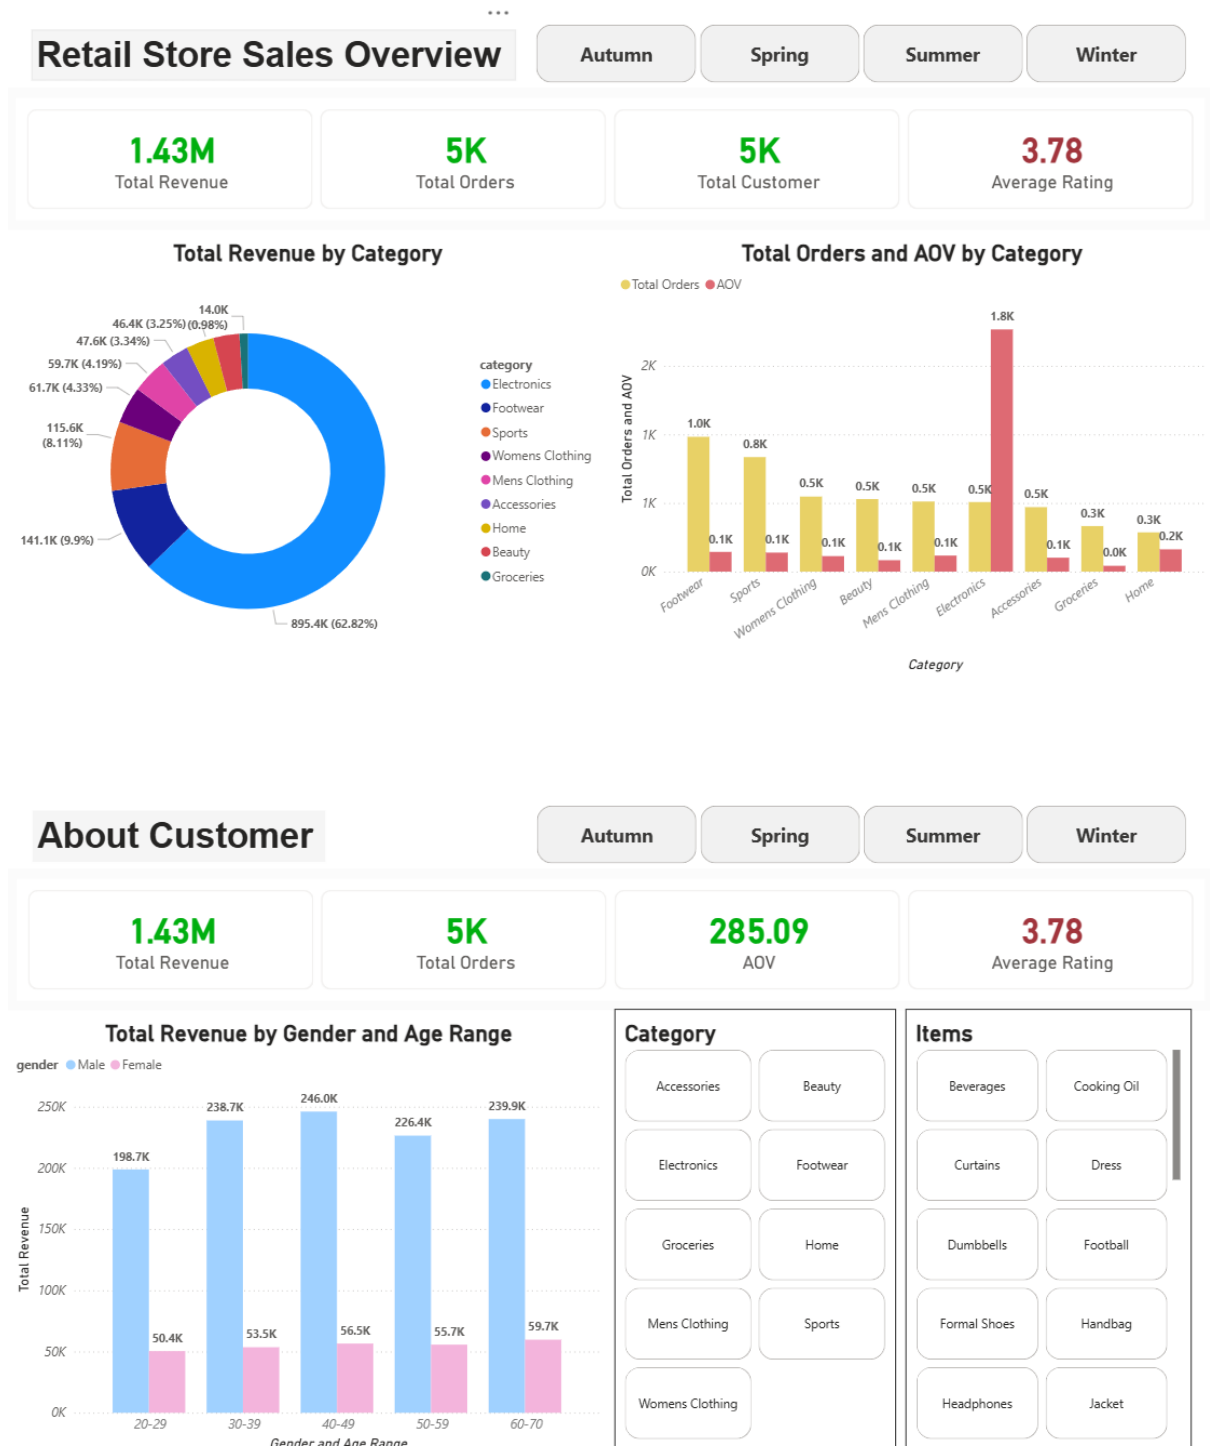 Retail Store Sales Overview
Autumn
Spring
Summer
Winter
1.43M
Total Revenue
5K
Total Orders
5K
Total Customer
3.78
Average Rating
Total Revenue by Category
14.0K
(0.98%)
46.4K (3.25%)
47.6K (3.34%)
59.7K (4.19%)
61.7K (4.33%)
115.6K
(8.11%)
141.1K (9.9%)
895.4K (62.82%)
category
Electronics
Footwear
Sports
Womens Clothing
Mens Clothing
Accessories
Home
Beauty
Groceries
Total Orders and AOV by Category
Total Orders
AOV
Total Orders and AOV
2K
1K
1K
0K
1.0K
0.1K
0.8K
0.1K
0.5K
0.1K
0.5K
0.1K
0.5K
0.1K
0.5K
1.8K
0.5K
0.1K
0.3K
0.0K
0.3K
0.2K
Footwear
Sports
Womens Clothing
Beauty
Mens Clothing
Electronics
Accessories
Groceries
Home
Category
About Customer
Autumn
Spring
Summer
Winter
1.43M
Total Revenue
5K
Total Orders
285.09
AOV
3.78
Average Rating
Total Revenue by Gender and Age Range
gender
Male
Female
Total Revenue
250K
200K
150K
100K
50K
0K
198.7K
50.4K
238.7K
53.5K
246.0K
56.5K
226.4K
55.7K
239.9K
59.7K
20-29
30-39
40-49
50-59
60-70
Gender and Age Range
Category
Accessories
Beauty
Electronics
Footwear
Groceries
Home
Mens Clothing
Sports
Womens Clothing
Items
Beverages
Cooking Oil
Curtains
Dress
Dumbbells
Football
Formal Shoes
Handbag
Headphones
Jacket